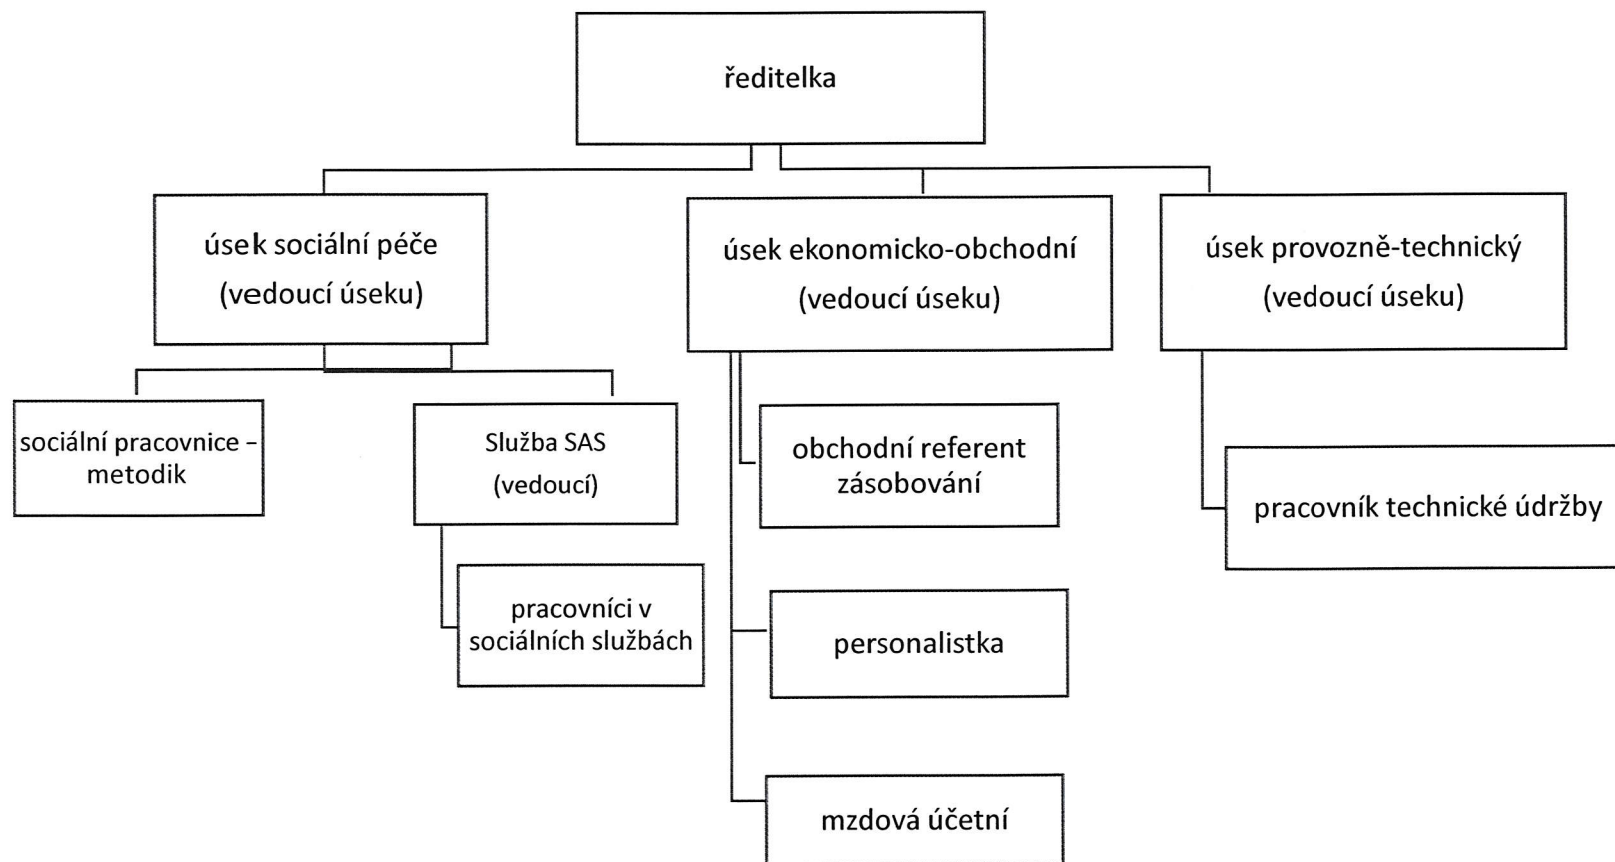 ředitelka
úsek sociální péče
(vedoucí úseku)
úsek ekonomicko-obchodní
(vedoucí úseku)
úsek provozně-technický
(vedoucí úseku)
sociální pracovnice –
metodik
Služba SAS
(vedoucí)
pracovníci v
sociálních službách
obchodní referent
zásobování
personalistka
mzdová účetní
pracovník technické údržby